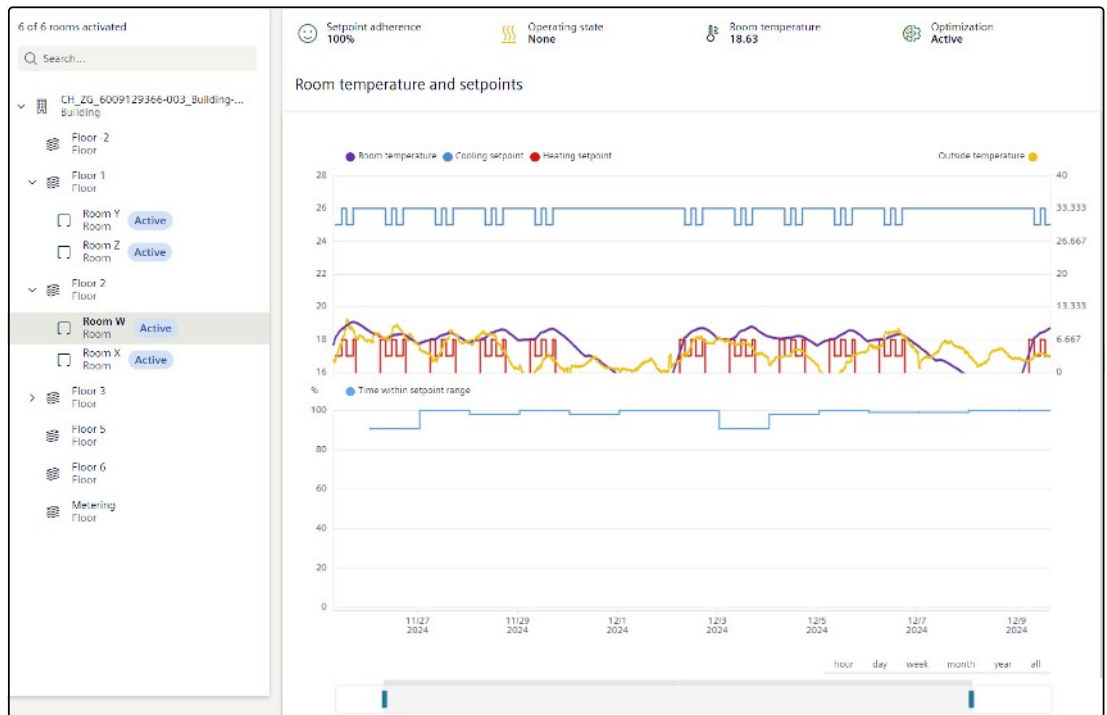 6 of 6 rooms activated
Search...
CH_ZG_6009129366-003_Building-...
Building
Floor -2
Floor
Floor 1
Floor
Room Y
Room
Active
Room Z
Room
Active
Floor 2
Floor
Room W
Room
Active
Room X
Room
Active
Floor 3
Floor
Floor 5
Floor
Floor 6
Floor
Metering
Floor
Setpoint adherence
100%
Operating state
None
Room temperature
18.63
Optimization
Active
Room temperature and setpoints
Room temperature Cooling setpoint Heating setpoint Outside temperature
28 40
26 33.333
24 26.667
22 20
20 13.333
18 6.667
16 0
% Time within setpoint range
100
80
60
40
20
0
11/27 11/29 12/1 12/3 12/5 12/7 12/9
2024 2024 2024 2024 2024 2024 2024
hour day week month year all